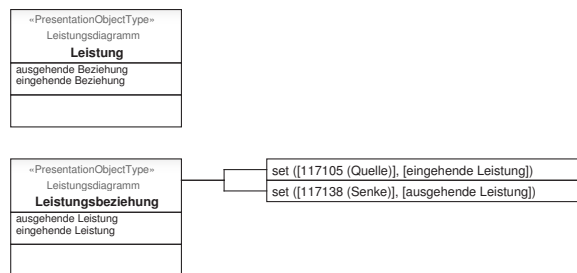 «PresentationObjectType»
Leistungsdiagramm
Leistung
ausgehende Beziehung
eingehende Beziehung
«PresentationObjectType»
Leistungsdiagramm
Leistungsbeziehung
ausgehende Leistung
eingehende Leistung
set ([117105 (Quelle)], [eingehende Leistung])
set ([117138 (Senke)], [ausgehende Leistung])